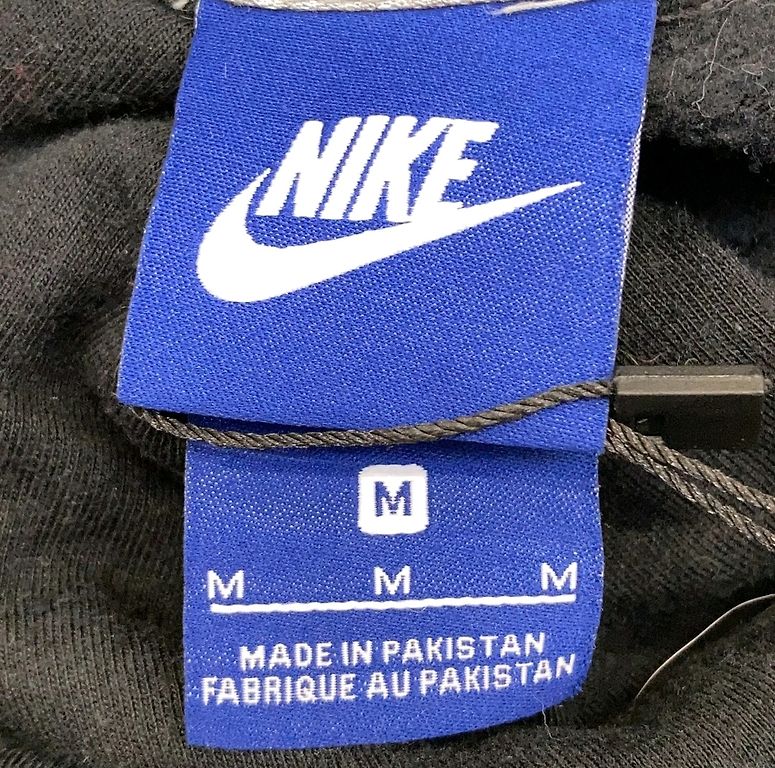 NIKE
M
M M M
MADE IN PAKISTAN
FABRIQUE AU PAKISTAN